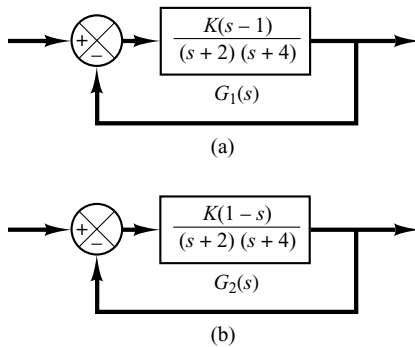 +
−
K(s − 1)
(s + 2) (s + 4)
G₁(s)
(a)
+
−
K(1 − s)
(s + 2) (s + 4)
G₂(s)
(b)